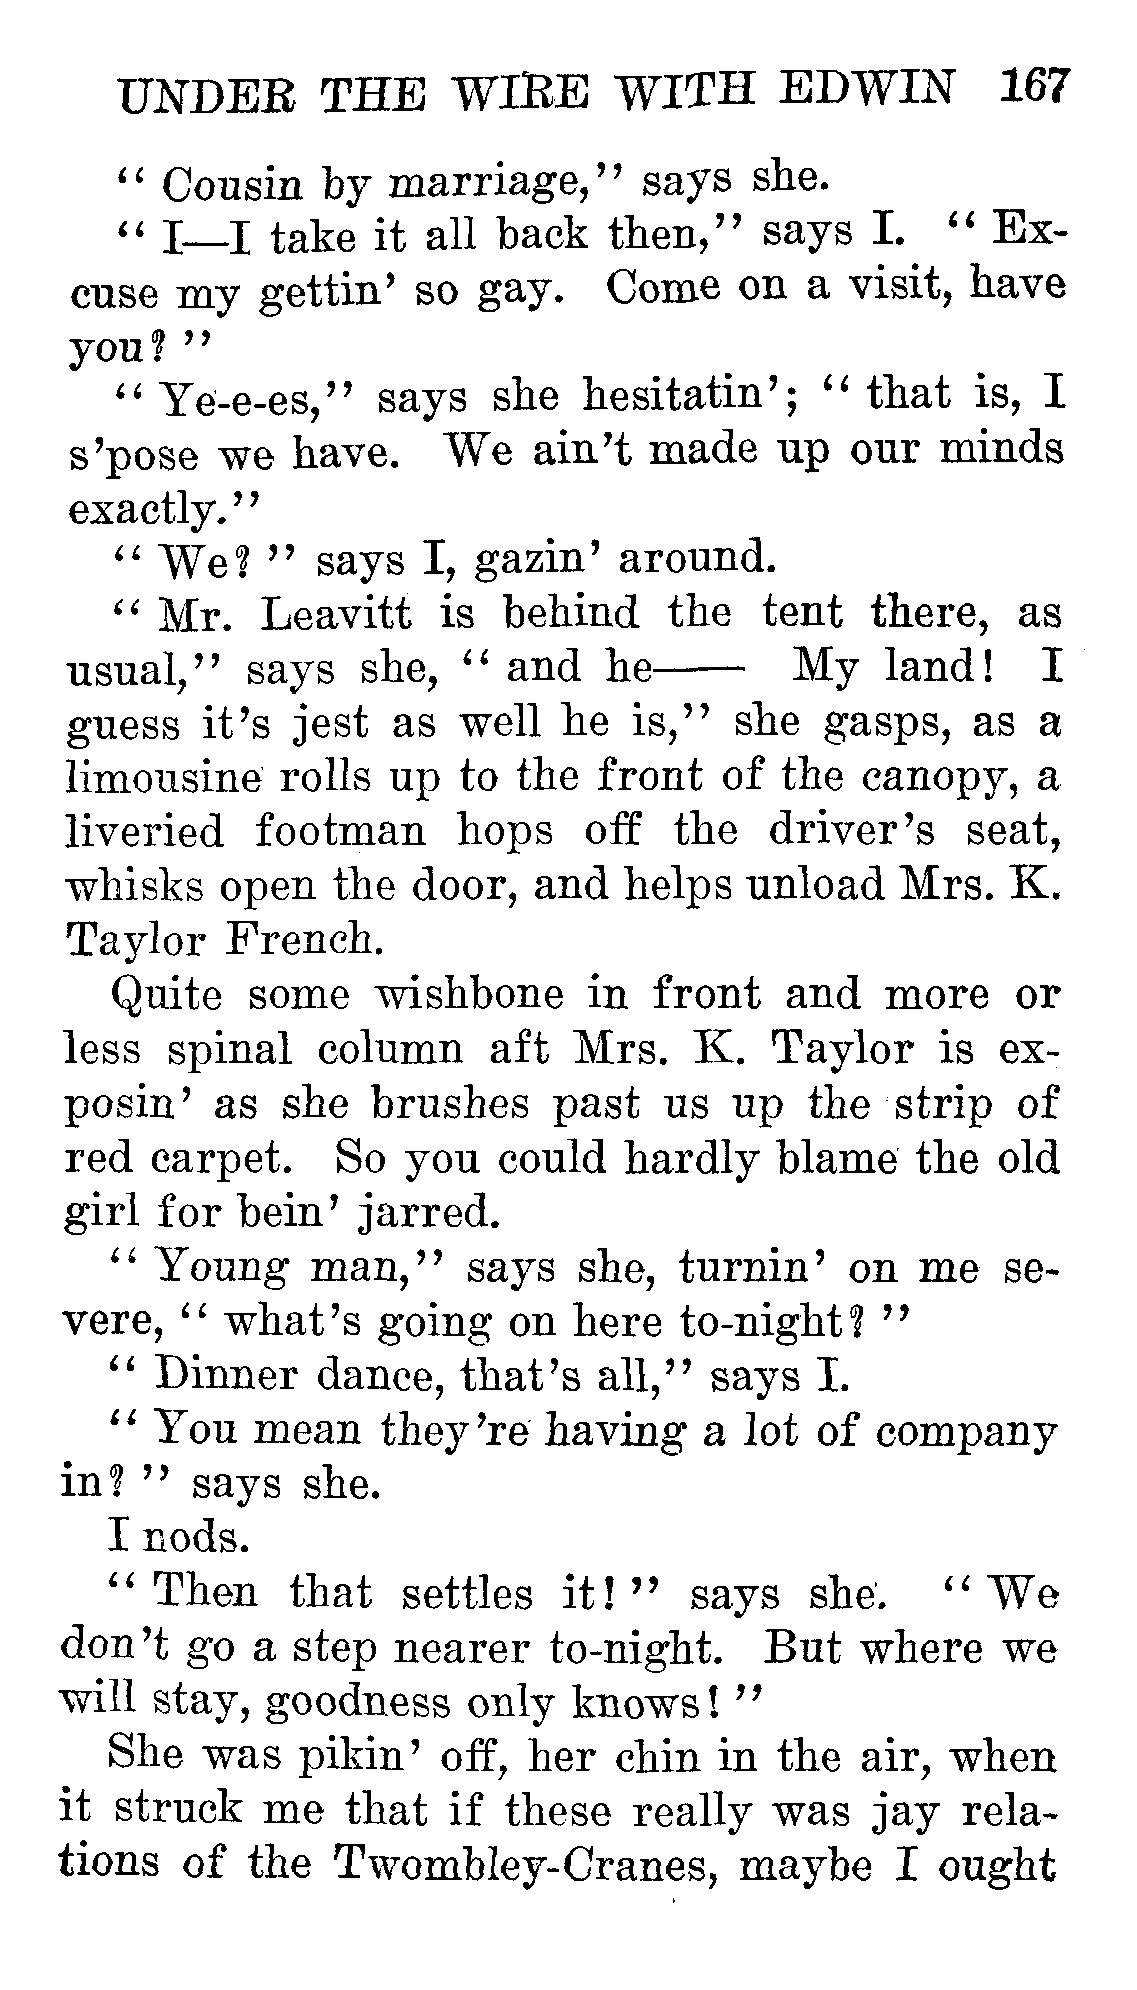 UNDER THE WIRE WITH EDWIN 167
“ Cousin by marriage,” says she.
“ I—I take it all back then,” says I. “ Ex-
cuse my gettin’ so gay. Come on a visit, have
you? ”
“ Ye-e-es,” says she hesitatin’; “ that is, I
s’pose we have. We ain’t made up our minds
exactly.”
“ We? ” says I, gazin’ around.
“ Mr. Leavitt is behind the tent there, as
usual,” says she, “ and he—— My land! I
guess it’s jest as well he is,” she gasps, as a
limousine rolls up to the front of the canopy, a
liveried footman hops off the driver’s seat,
whisks open the door, and helps unload Mrs. K.
Taylor French.
Quite some wishbone in front and more or
less spinal column aft Mrs. K. Taylor is ex-
posin’ as she brushes past us up the strip of
red carpet. So you could hardly blame the old
girl for bein’ jarred.
“ Young man,” says she, turnin’ on me se-
vere, “ what’s going on here to-night? ”
“ Dinner dance, that’s all,” says I.
“ You mean they’re having a lot of company
in? ” says she.
I nods.
“ Then that settles it! ” says she. “ We
don’t go a step nearer to-night. But where we
will stay, goodness only knows! ”
She was pikin’ off, her chin in the air, when
it struck me that if these really was jay rela-
tions of the Twombley-Cranes, maybe I ought